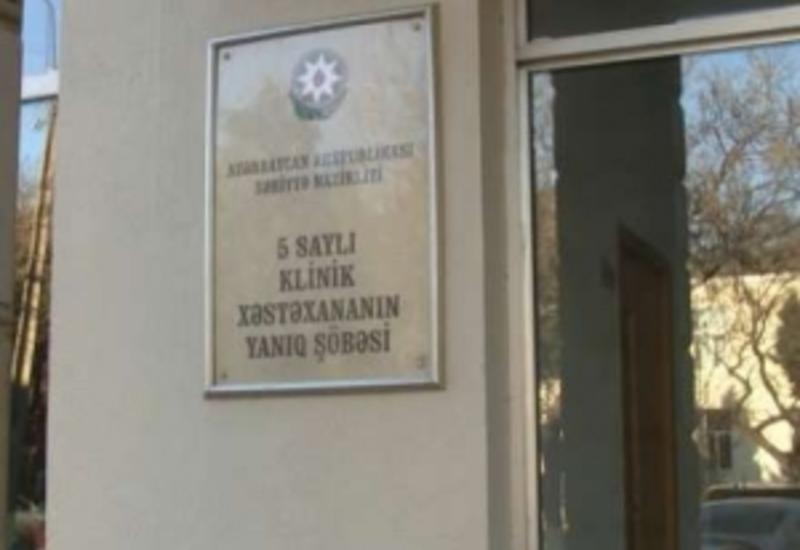 AZƏRBAYCAN RESPUBLİKASI
SƏHİYYƏ NAZİRLİYİ
5 SAYLI
KLİNİK
XƏSTƏXANANIN
YANIQ ŞÖBƏSİ